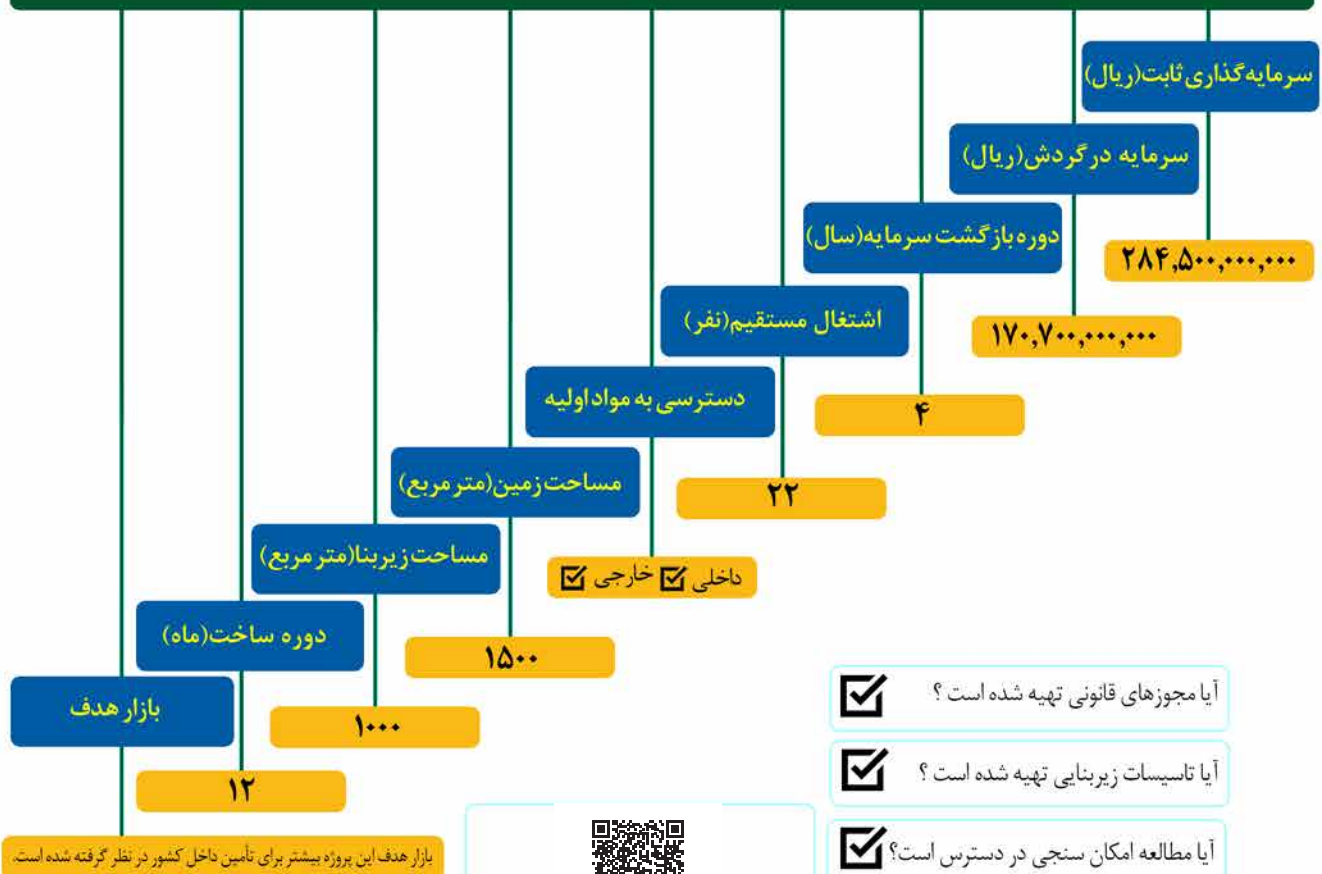 سرمایه‌گذاری ثابت(ریال)
۲۸۴,۵۰۰,۰۰۰,۰۰۰
سرمایه در گردش(ریال)
۱۷۰,۷۰۰,۰۰۰,۰۰۰
دوره بازگشت سرمایه(سال)
۴
اشتغال مستقیم(نفر)
۲۲
دسترسی به مواد اولیه
داخلی ☑ خارجی ☑
مساحت زمین(متر مربع)
۱۵۰۰
مساحت زیربنا(متر مربع)
۱۰۰۰
دوره ساخت(ماه)
۱۲
بازار هدف
بازار هدف این پروژه بیشتر برای تأمین داخل کشور در نظر گرفته شده است.
آیا مجوزهای قانونی تهیه شده است ؟ ☑
آیا تاسیسات زیربنایی تهیه شده است ؟ ☑
آیا مطالعه امکان سنجی در دسترس است؟ ☑